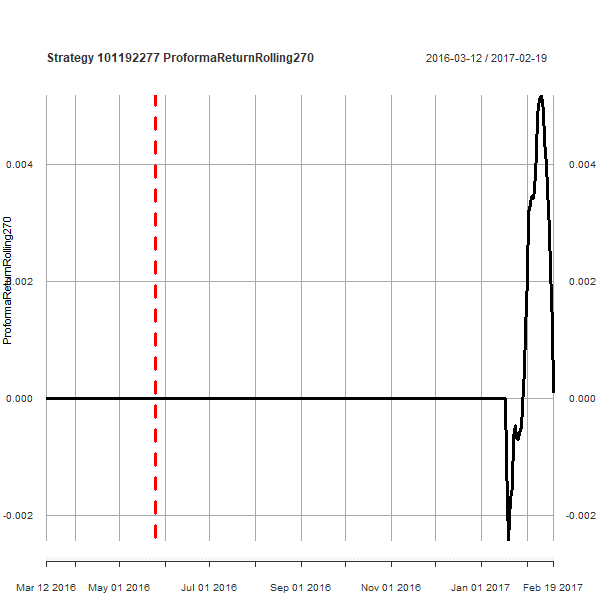 Strategy 101192277 ProformaReturnRolling270
2016-03-12 / 2017-02-19
ProformaReturnRolling270
0.004
0.002
0.000
-0.002
0.004
0.002
0.000
-0.002
Mar 12 2016 May 01 2016 Jul 01 2016 Sep 01 2016 Nov 01 2016 Jan 01 2017 Feb 19 2017